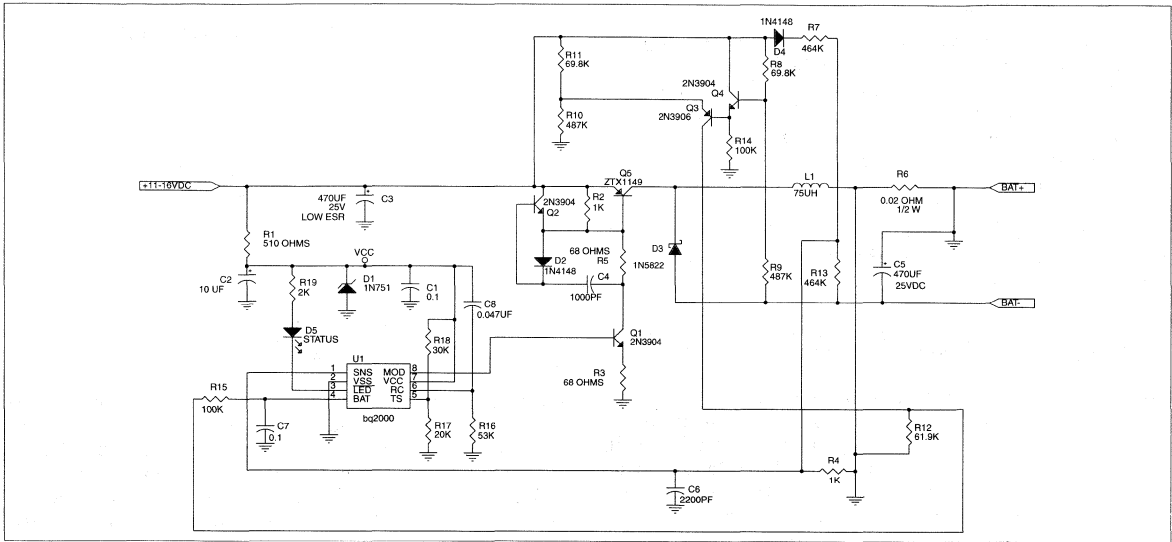 1N4148
D4
R7
464K
R11
69.8K
R8
69.8K
2N3904
Q4
Q3
2N3906
R10
487K
R14
100K
+11-16VDC
470UF
25V
LOW ESR
C3
Q5
ZTX1149
2N3904
Q2
R2
1K
L1
75UH
R6
0.02 OHM
1/2 W
BAT+
R1
510 OHMS
VCC
D2
1N4148
68 OHMS
R5
C4
1000PF
D3
1N5822
R9
487K
R13
464K
C5
470UF
25VDC
BAT-
C2
10 UF
R19
2K
D1
1N751
C1
0.1
C8
0.047UF
D5
STATUS
R18
30K
Q1
2N3904
R3
68 OHMS
U1
1 SNS MOD 8
2 VSS VCC 7
3 LED RC 6
4 BAT TS 5
bq2000
R15
100K
C7
0.1
R17
20K
R16
53K
R12
61.9K
R4
1K
C6
2200PF